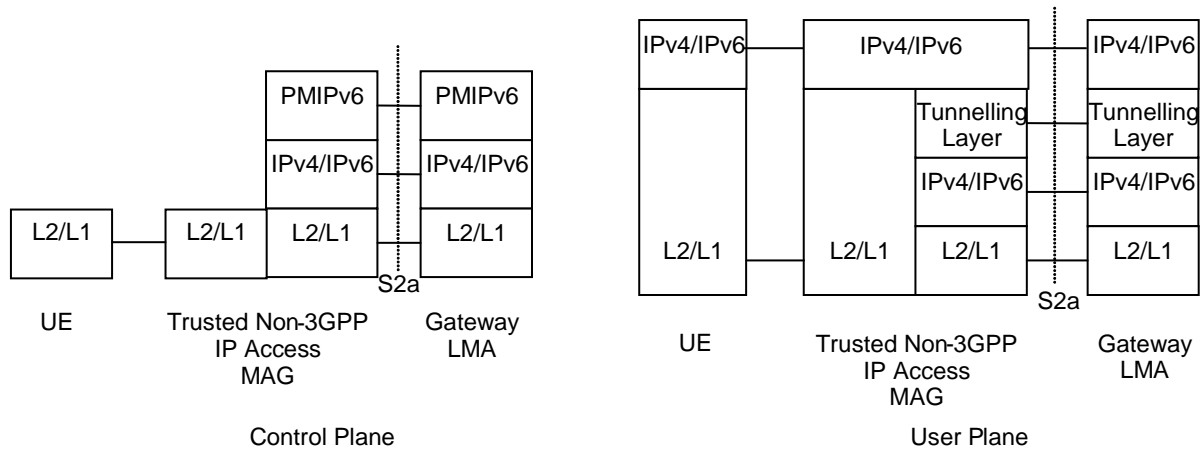 PMIPv6
PMIPv6
IPv4/IPv6
IPv4/IPv6
L2/L1
L2/L1
L2/L1
L2/L1
S2a
UE
Trusted Non-3GPP
IP Access
MAG
Gateway
LMA
Control Plane
IPv4/IPv6
IPv4/IPv6
IPv4/IPv6
Tunnelling
Layer
Tunnelling
Layer
IPv4/IPv6
IPv4/IPv6
L2/L1
L2/L1
L2/L1
L2/L1
S2a
UE
Trusted Non-3GPP
IP Access
MAG
Gateway
LMA
User Plane